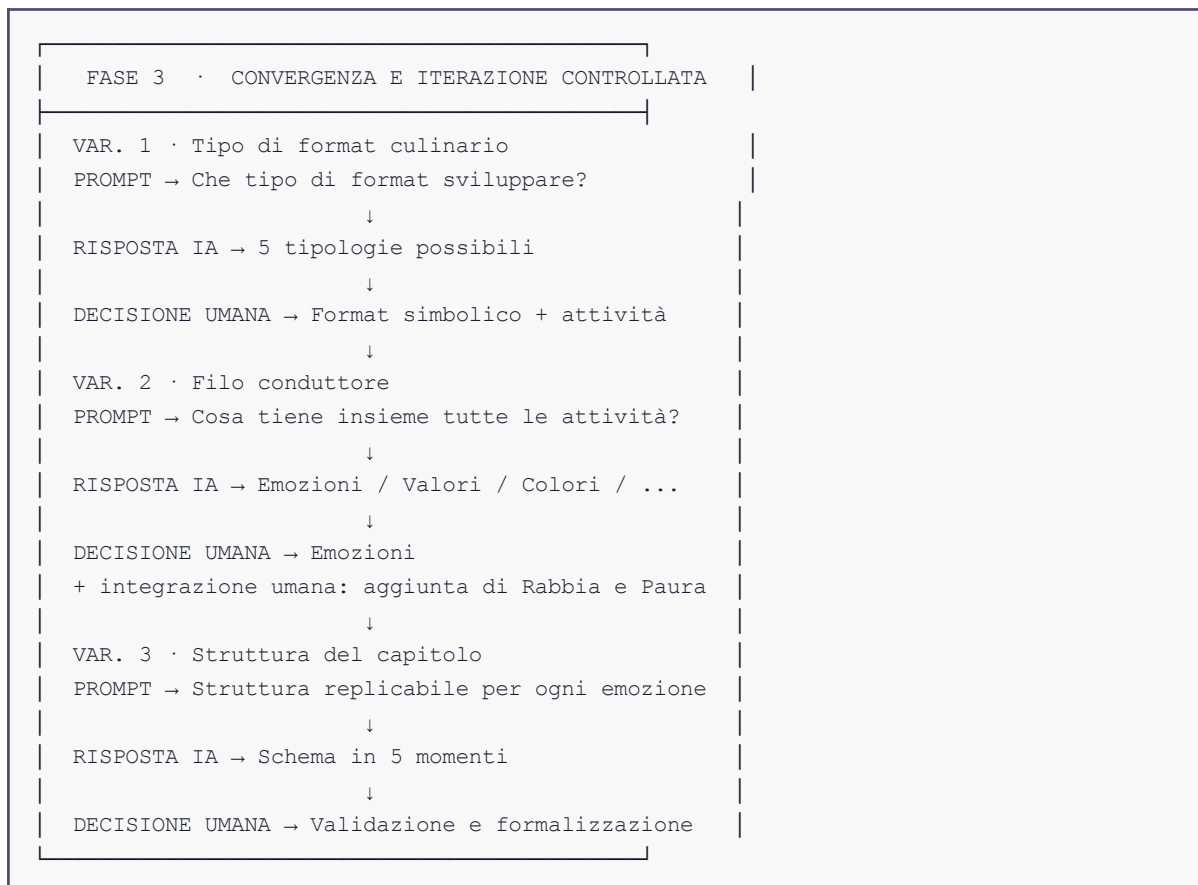 FASE 3 · CONVERGENZA E ITERAZIONE CONTROLLATA
VAR. 1 · Tipo di format culinario
PROMPT → Che tipo di format sviluppare?
↓
RISPOSTA IA → 5 tipologie possibili
↓
DECISIONE UMANA → Format simbolico + attività
↓
VAR. 2 · Filo conduttore
PROMPT → Cosa tiene insieme tutte le attività?
↓
RISPOSTA IA → Emozioni / Valori / Colori / ...
↓
DECISIONE UMANA → Emozioni
+ integrazione umana: aggiunta di Rabbia e Paura
↓
VAR. 3 · Struttura del capitolo
PROMPT → Struttura replicabile per ogni emozione
↓
RISPOSTA IA → Schema in 5 momenti
↓
DECISIONE UMANA → Validazione e formalizzazione